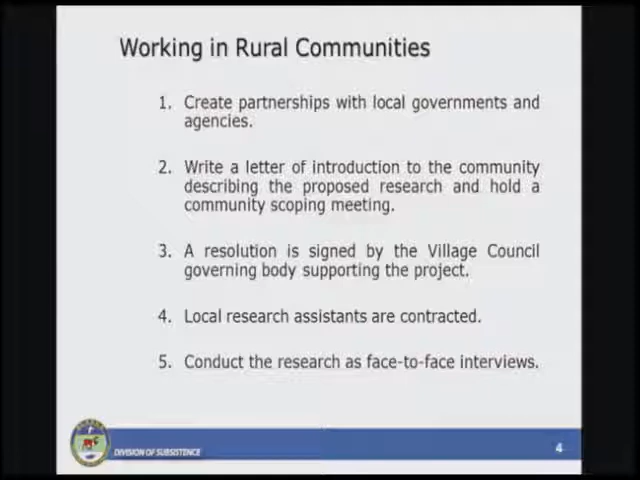 Working in Rural Communities
1. Create partnerships with local governments and
agencies.
2. Write a letter of introduction to the community
describing the proposed research and hold a
community scoping meeting.
3. A resolution is signed by the Village Council
governing body supporting the project.
4. Local research assistants are contracted.
5. Conduct the research as face-to-face interviews.
DIVISION OF SUBSISTENCE
4